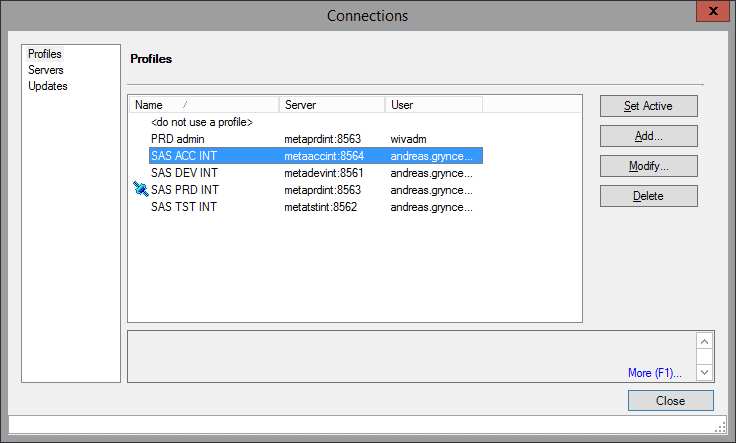 Connections
x
Profiles
Servers
Updates
Profiles
Name / Server User
<do not use a profile>
PRD admin metaprdint:8563 wivadm
SAS ACC INT metaaccint:8564 andreas.grynce...
SAS DEV INT metadevint:8561 andreas.grynce...
SAS PRD INT metaprdint:8563 andreas.grynce...
SAS TST INT metatstint:8562 andreas.grynce...
Set Active
Add...
Modify...
Delete
More (F1)...
Close